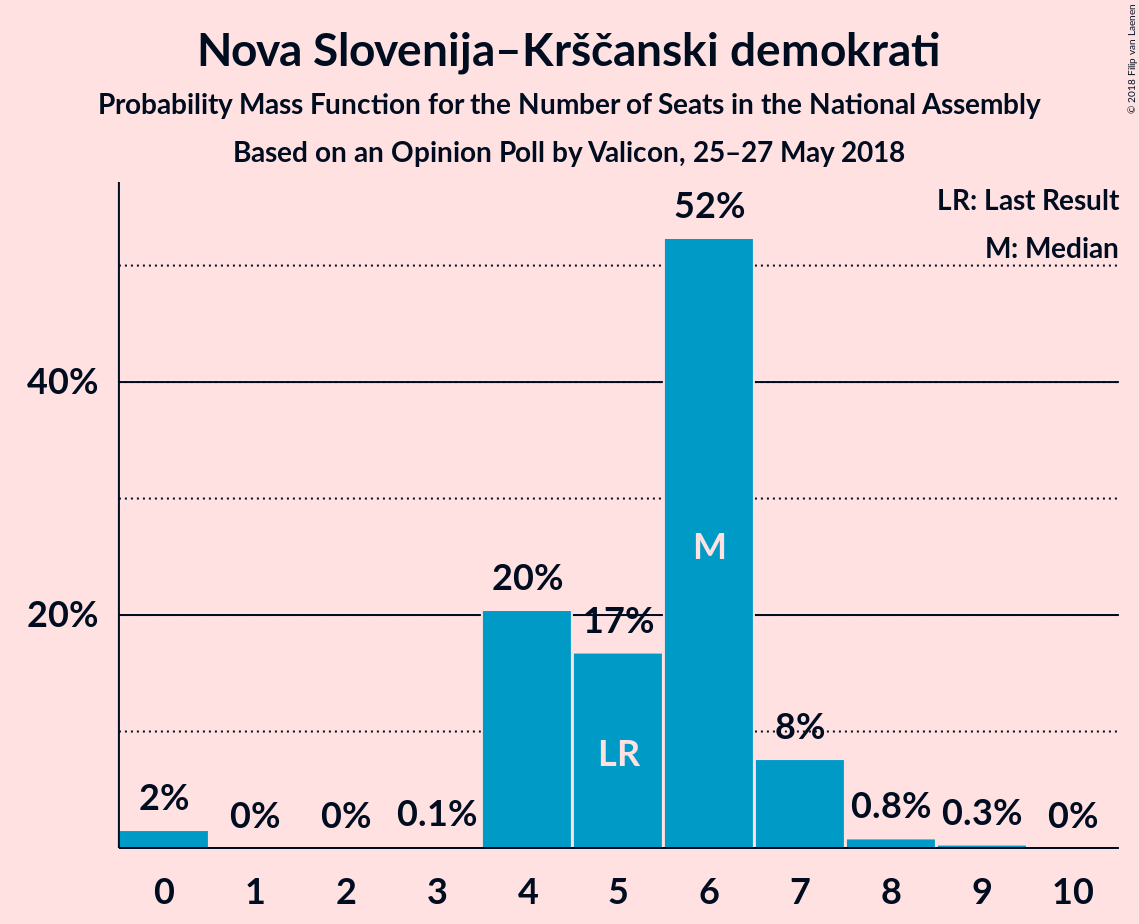 Nova Slovenija–Krščanski demokrati
Probability Mass Function for the Number of Seats in the National Assembly
Based on an Opinion Poll by Valicon, 25–27 May 2018
© 2018 Filip van Laenen
LR: Last Result
M: Median
52%
40%
M
20%
20%
17%
LR
8%
2%
0%
0%
0.1%
0.8%
0.3%
0%
0 1 2 3 4 5 6 7 8 9 10